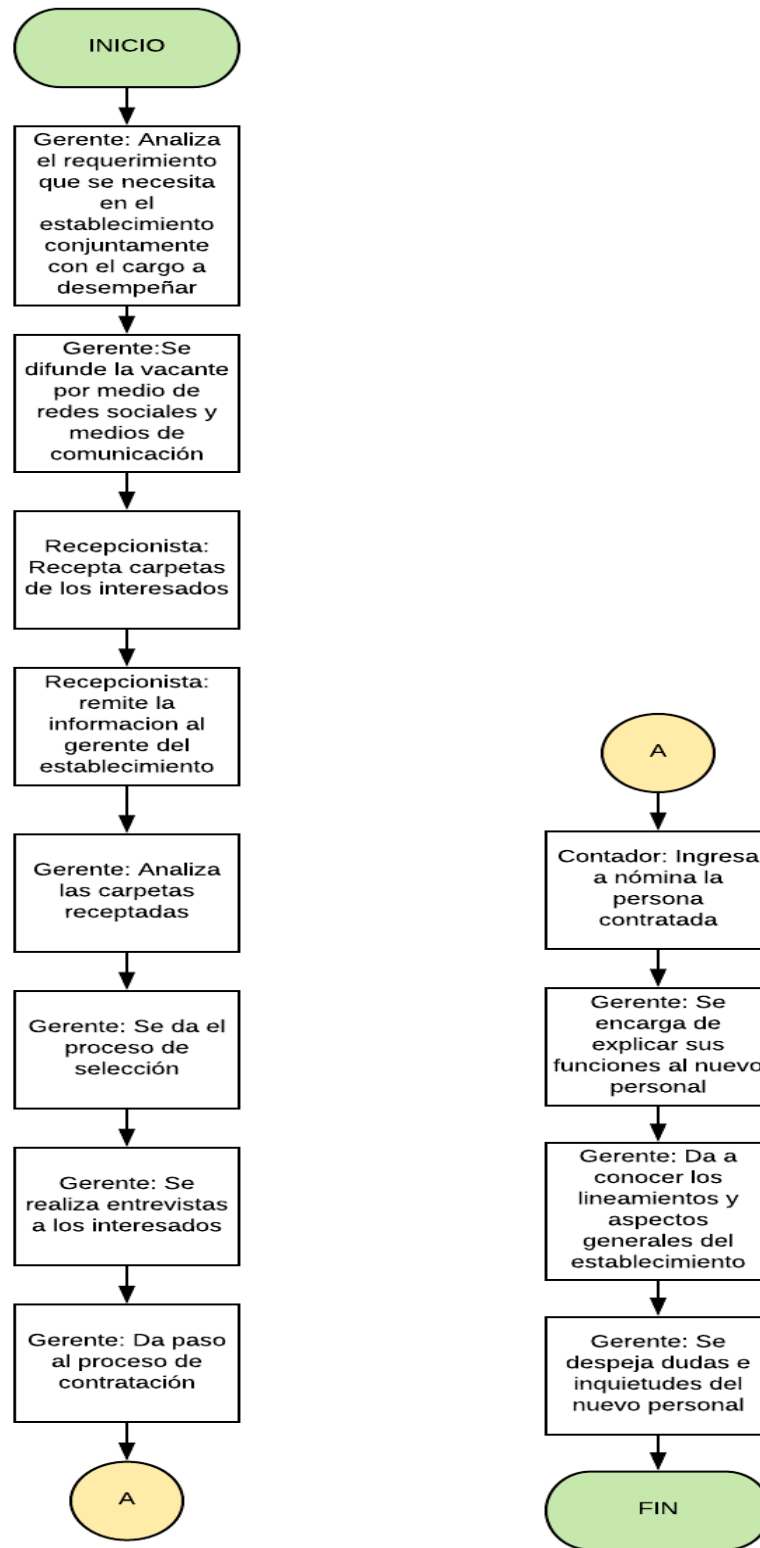 INICIO
Gerente: Analiza
el requerimiento
que se necesita
en el
establecimiento
conjuntamente
con el cargo a
desempeñar
Gerente:Se
difunde la vacante
por medio de
redes sociales y
medios de
comunicación
Recepcionista:
Recepta carpetas
de los interesados
Recepcionista:
remite la
informacion al
gerente del
establecimiento
Gerente: Analiza
las carpetas
receptadas
Gerente: Se da el
proceso de
selección
Gerente: Se
realiza entrevistas
a los interesados
Gerente: Da paso
al proceso de
contratación
A
A
Contador: Ingresa
a nómina la
persona
contratada
Gerente: Se
encarga de
explicar sus
funciones al nuevo
personal
Gerente: Da a
conocer los
lineamientos y
aspectos
generales del
establecimiento
Gerente: Se
despeja dudas e
inquietudes del
nuevo personal
FIN